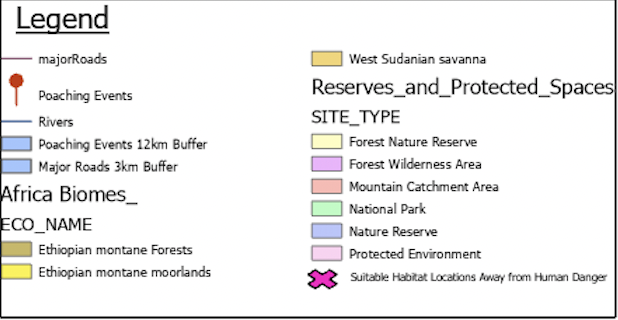 Legend
majorRoads
Poaching Events
Rivers
Poaching Events 12km Buffer
Major Roads 3km Buffer
Africa Biomes_
ECO_NAME
Ethiopian montane Forests
Ethiopian montane moorlands
West Sudanian savanna
Reserves_and_Protected_Spaces
SITE_TYPE
Forest Nature Reserve
Forest Wilderness Area
Mountain Catchment Area
National Park
Nature Reserve
Protected Environment
Suitable Habitat Locations Away from Human Danger